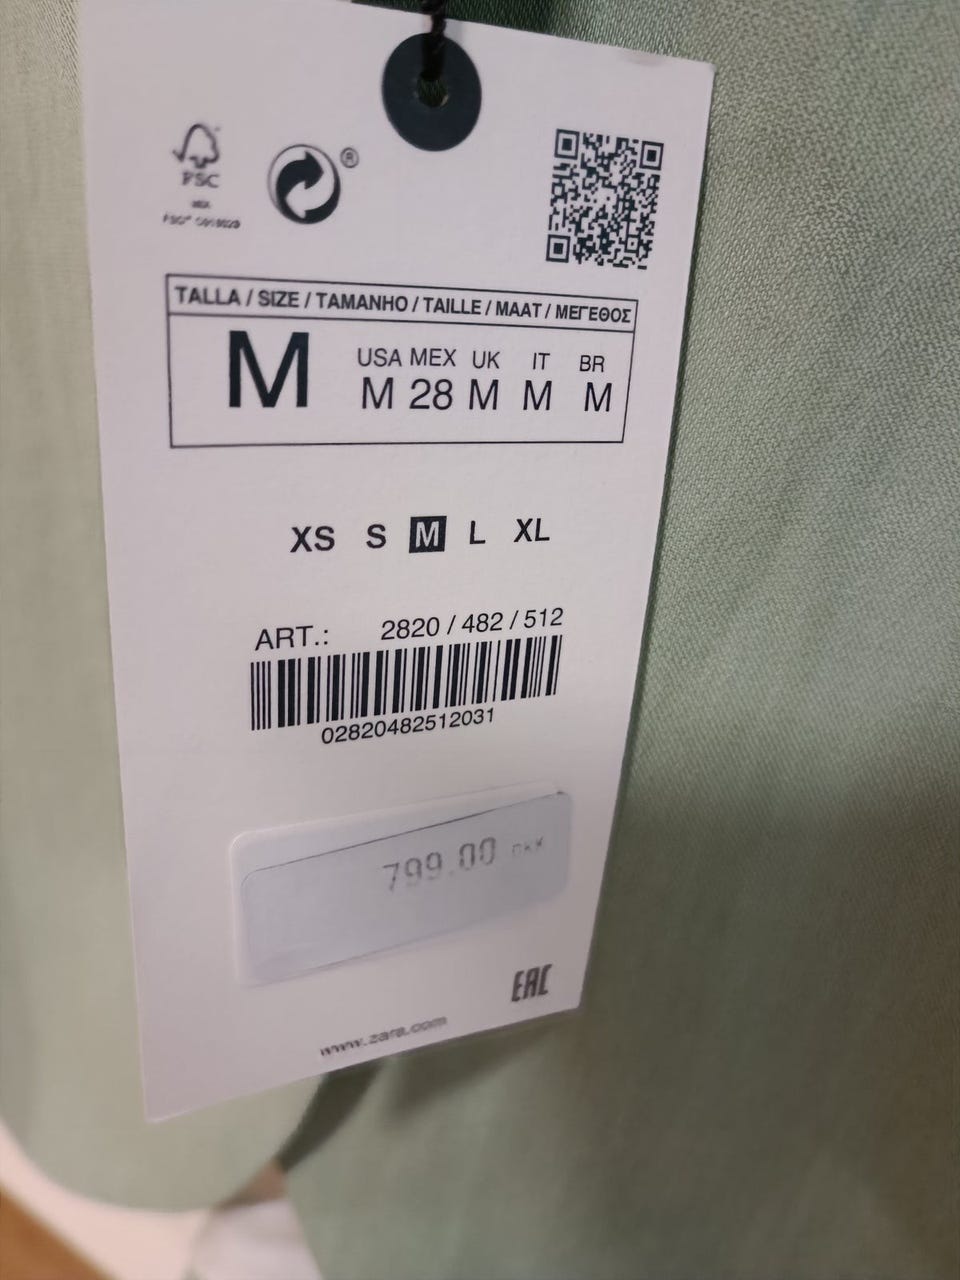 FSC
®
TALLA / SIZE / TAMANHO / TAILLE / MAAT / ΜΕΓΕΘΟΣ
M
USA MEX UK IT BR
M 28 M M M
XS S M L XL
ART.: 2820 / 482 / 512
02820482512031
799.00 DKK
EAC
www.zara.com